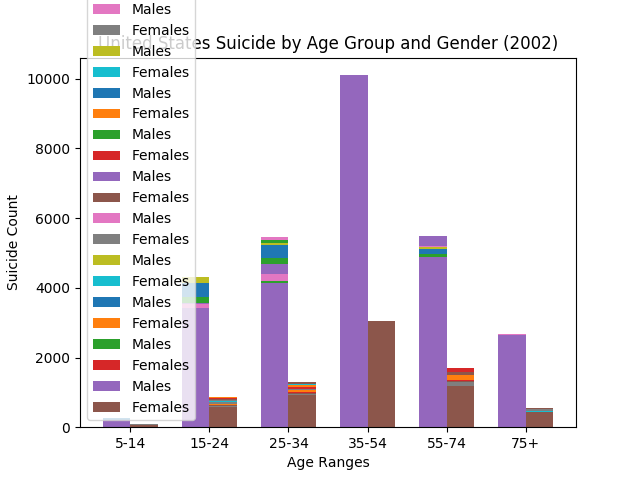 United States Suicide by Age Group and Gender (2002)
Males
Females
Males
Females
Males
Females
Males
Females
Males
Females
Males
Females
Males
Females
Males
Females
Males
Females
Males
Females
Suicide Count
10000
8000
6000
4000
2000
0
5-14 15-24 25-34 35-54 55-74 75+
Age Ranges